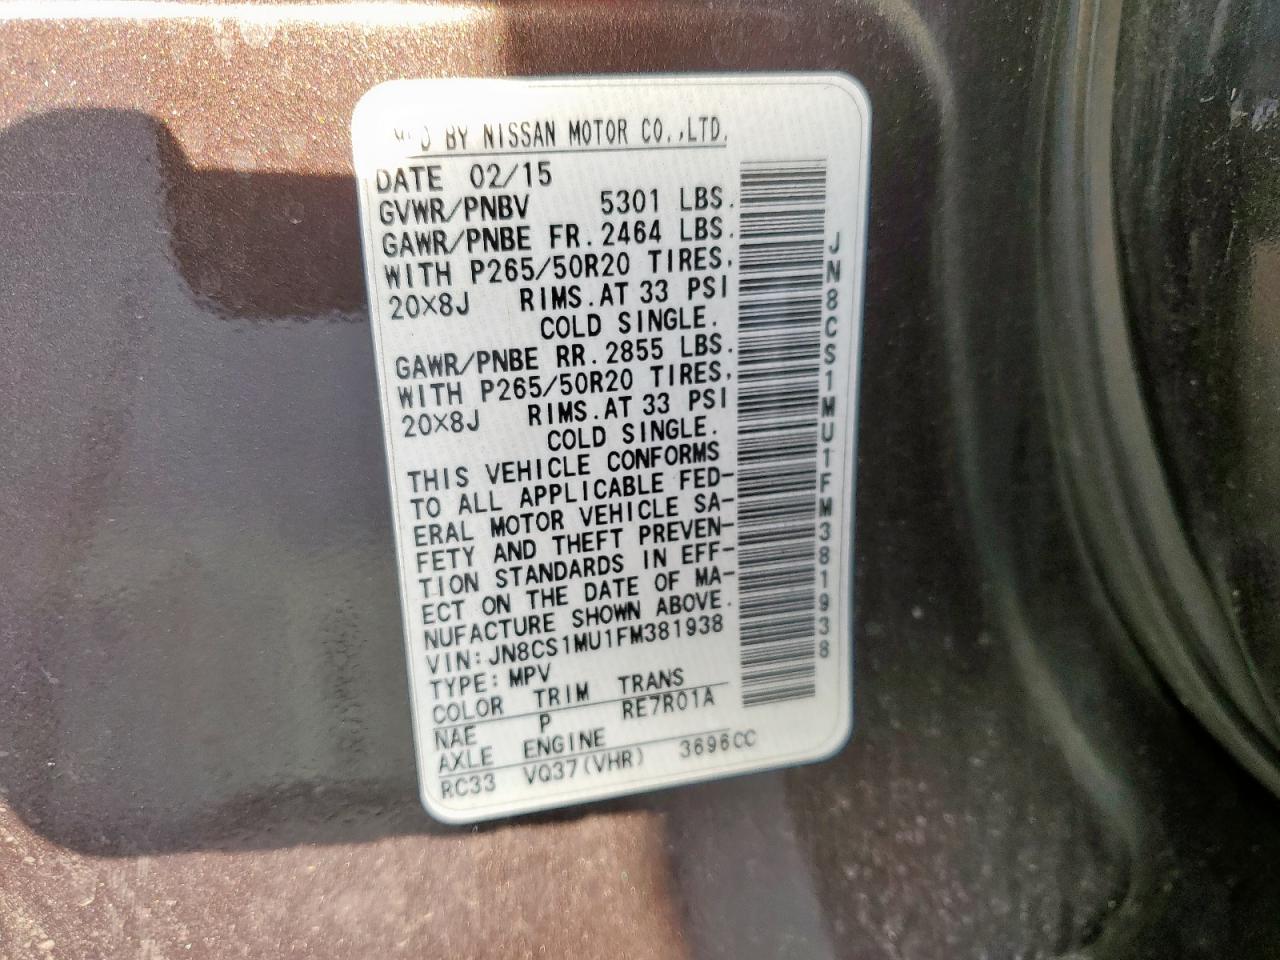 MFD BY NISSAN MOTOR CO.,LTD.
DATE 02/15
GVWR/PNBV 5301 LBS.
GAWR/PNBE FR. 2464 LBS.
WITH P265/50R20 TIRES.
20X8J RIMS. AT 33 PSI
COLD SINGLE.
GAWR/PNBE RR. 2855 LBS.
WITH P265/50R20 TIRES.
20X8J RIMS. AT 33 PSI
COLD SINGLE.
THIS VEHICLE CONFORMS
TO ALL APPLICABLE FED-
ERAL MOTOR VEHICLE SA-
FETY AND THEFT PREVEN-
TION STANDARDS IN EFF-
ECT ON THE DATE OF MA-
NUFACTURE SHOWN ABOVE.
VIN: JN8CS1MU1FM381938
TYPE: MPV
COLOR TRIM TRANS
NAE P RE7R01A
AXLE ENGINE
RC33 VQ37(VHR) 3696CC
JN8CS1MU1FM381938